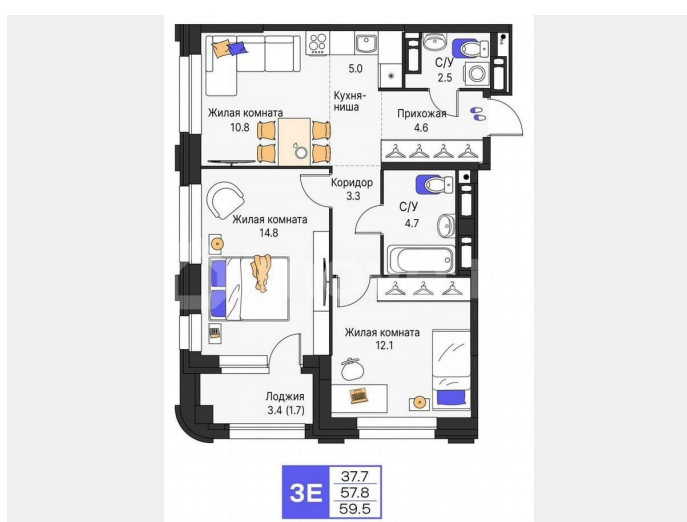 5.0
С/У
2.5
Кухня-
ниша
Жилая комната
10.8
Прихожая
4.6
Коридор
3.3
С/У
4.7
Жилая комната
14.8
Жилая комната
12.1
Лоджия
3.4 (1.7)
3Е
37.7
57.8
59.5